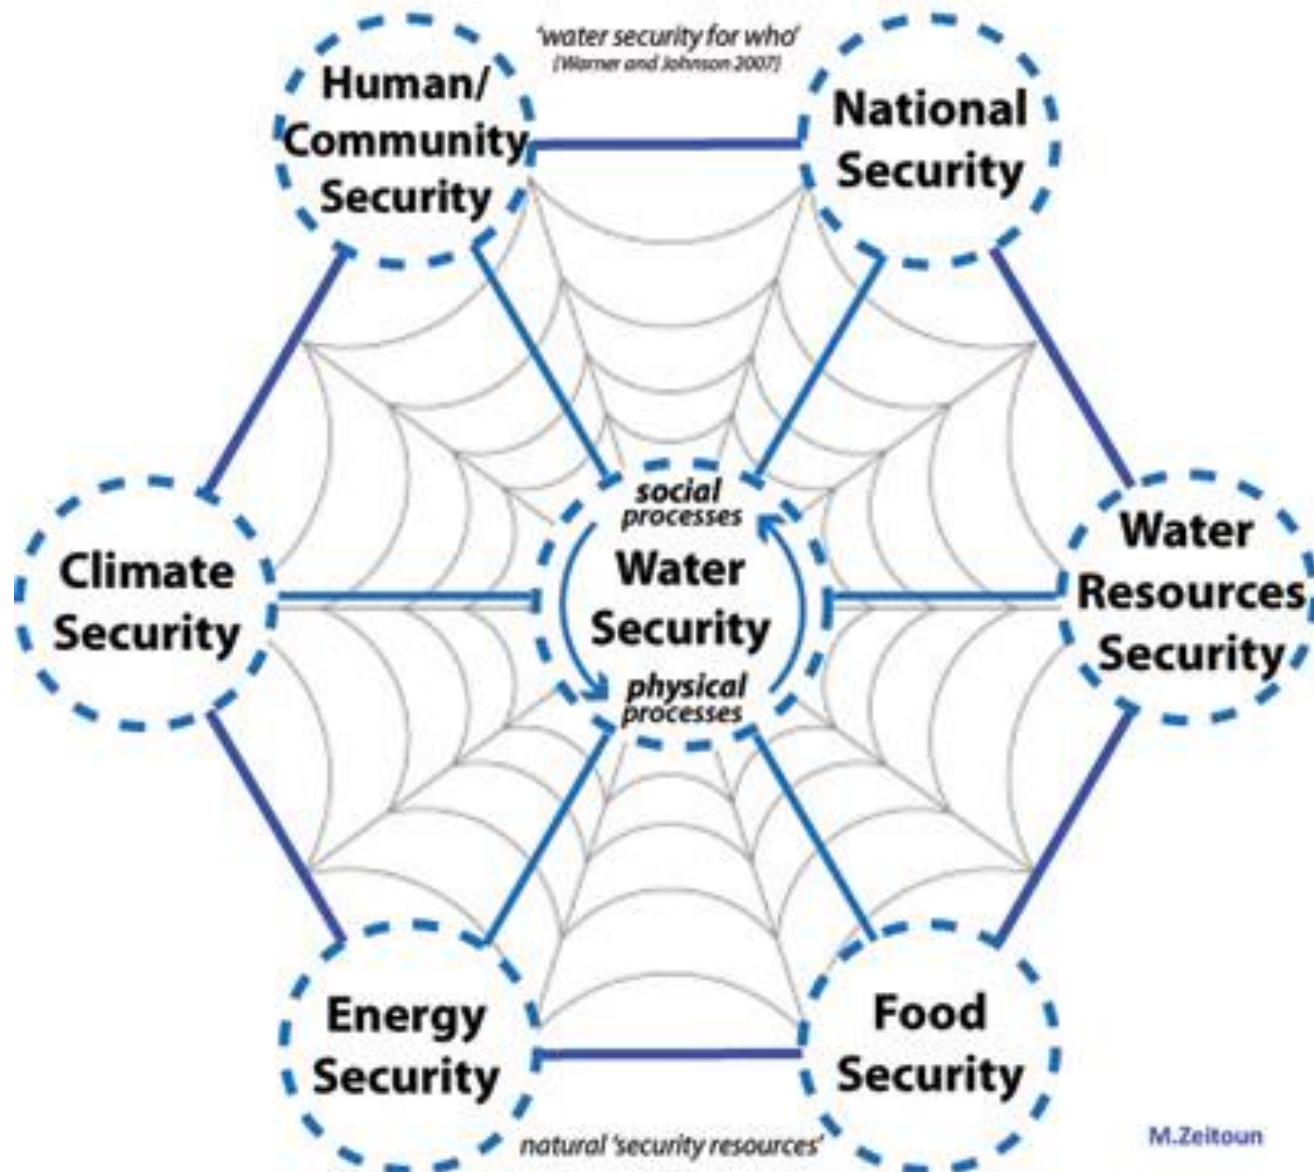 'water security for who'
(Warner and Johnson 2007)
Human/
Community
Security
National
Security
social
processes
Water
Security
physical
processes
Climate
Security
Water
Resources
Security
Energy
Security
Food
Security
natural 'security resources'
M.Zeitoun